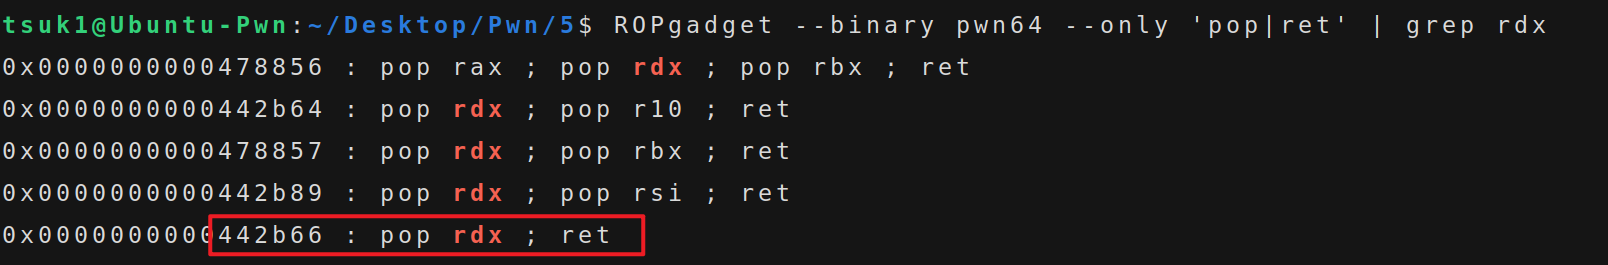 tsuk1@Ubuntu-Pwn:~/Desktop/Pwn/5$ ROPgadget --binary pwn64 --only 'pop|ret' | grep rdx
0x0000000000478856 : pop rax ; pop rdx ; pop rbx ; ret
0x0000000000442b64 : pop rdx ; pop r10 ; ret
0x0000000000478857 : pop rdx ; pop rbx ; ret
0x0000000000442b89 : pop rdx ; pop rsi ; ret
0x0000000000442b66 : pop rdx ; ret